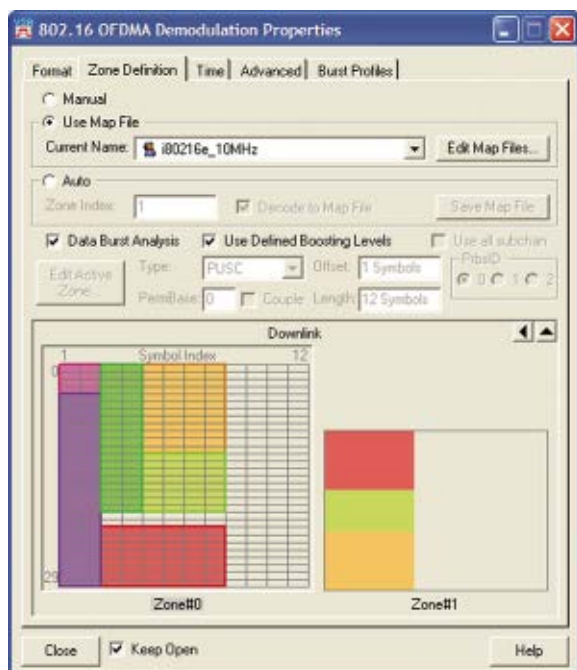 802.16 OFDMA Demodulation Properties
Format Zone Definition Time Advanced Burst Profiles
Manual
Use Map File
Current Name: i80216e_10MHz Edit Map Files...
Auto
Zone Index: 1 Decode to Map File Save Map File
Data Burst Analysis Use Defined Boosting Levels Use all subchan
Edit Active Zone... Type: PUSC Offset: 1 Symbols PrbsID
PermBase: 0 Couple Length: 12 Symbols 0 1 2
Downlink
1 Symbol Index 12
0
29
Zone#0 Zone#1
Close Keep Open Help